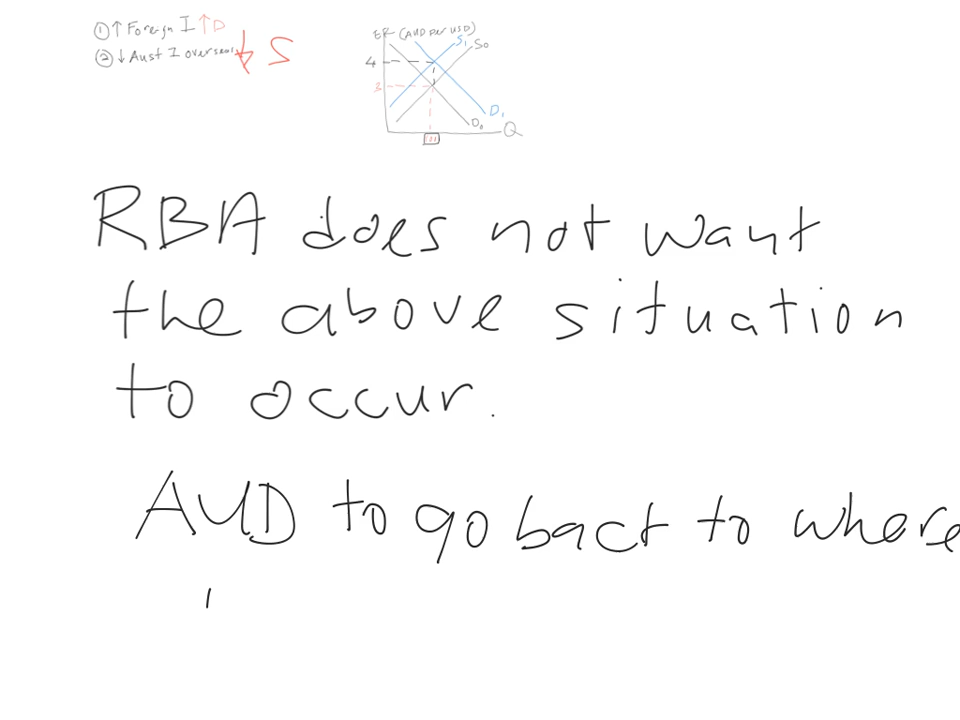 ① ↑ Foreign I ↑ D
② ↓ Aust I overseas ↓ S
ER (AUD per USD)
S₁ S₀
4
3
D₁
D₀ Q
RBA does not want
the above situation
to occur.
AUD to go back to where